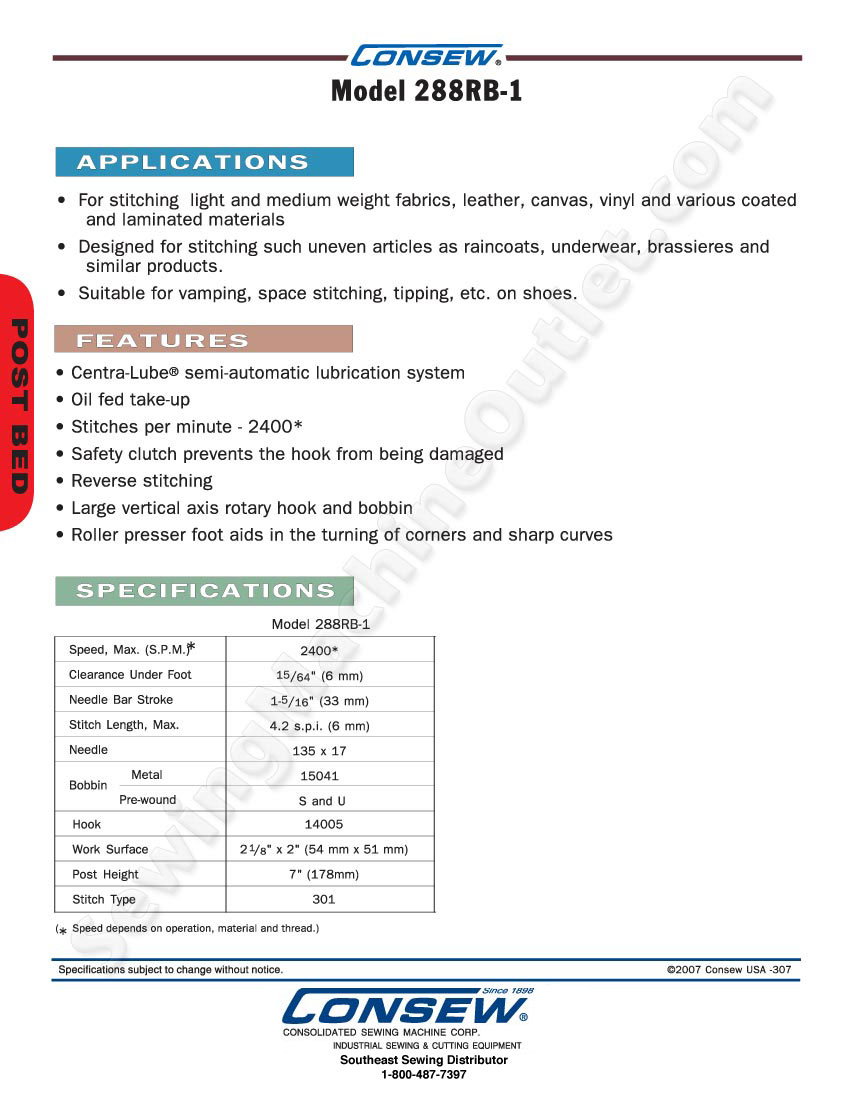 CONSEW®
Model 288RB-1
APPLICATIONS
• For stitching light and medium weight fabrics, leather, canvas, vinyl and various coated
and laminated materials
• Designed for stitching such uneven articles as raincoats, underwear, brassieres and
similar products.
• Suitable for vamping, space stitching, tipping, etc. on shoes.
POST BED
FEATURES
• Centra-Lube® semi-automatic lubrication system
• Oil fed take-up
• Stitches per minute - 2400*
• Safety clutch prevents the hook from being damaged
• Reverse stitching
• Large vertical axis rotary hook and bobbin
• Roller presser foot aids in the turning of corners and sharp curves
SPECIFICATIONS
Model 288RB-1
Speed, Max. (S.P.M.)* 2400*
Clearance Under Foot 15/64" (6 mm)
Needle Bar Stroke 1-5/16" (33 mm)
Stitch Length, Max. 4.2 s.p.i. (6 mm)
Needle 135 x 17
Bobbin Metal 15041
Pre-wound S and U
Hook 14005
Work Surface 2 1/8" x 2" (54 mm x 51 mm)
Post Height 7" (178mm)
Stitch Type 301
(* Speed depends on operation, material and thread.)
SewingMachineOutlet.com
Specifications subject to change without notice. ©2007 Consew USA -307
Since 1898
CONSEW®
CONSOLIDATED SEWING MACHINE CORP.
INDUSTRIAL SEWING & CUTTING EQUIPMENT
Southeast Sewing Distributor
1-800-487-7397